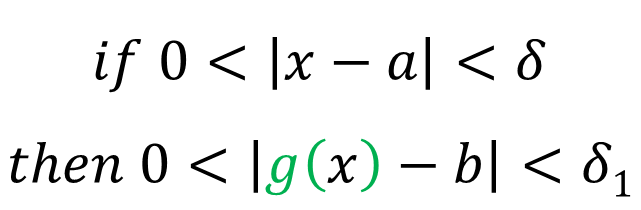 if 0 < |x − a| < δ
then 0 < |g(x) − b| < δ₁